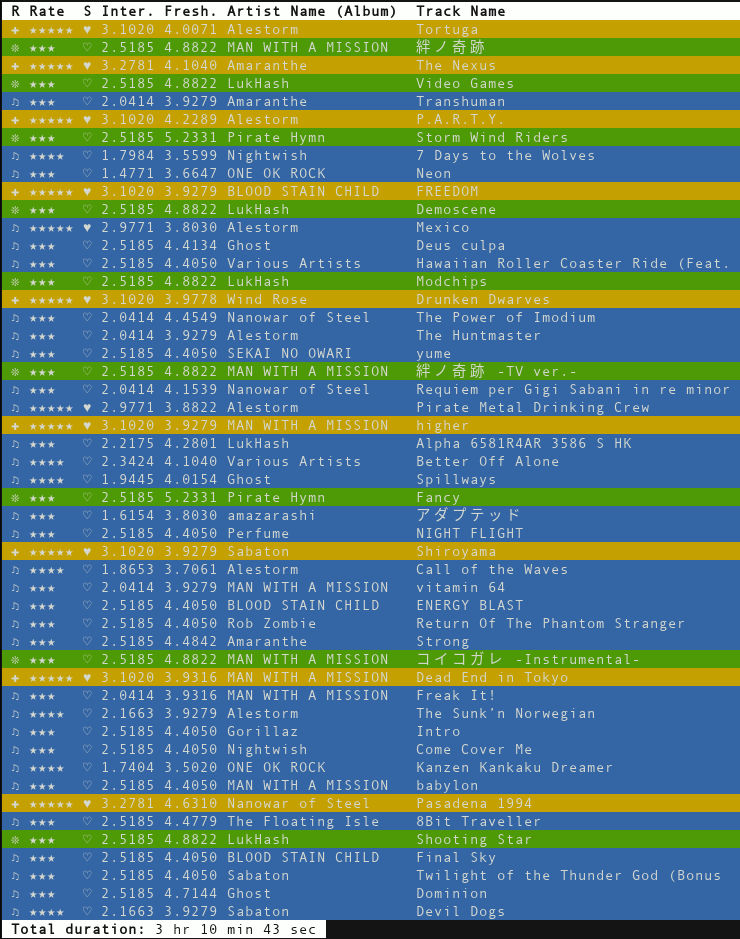 R Rate S Inter. Fresh. Artist Name (Album) Track Name
✚ ★★★★★ ♥ 3.1020 4.0071 Alestorm Tortuga
❊ ★★★ ♡ 2.5185 4.8822 MAN WITH A MISSION 絆ノ奇跡
✚ ★★★★★ ♥ 3.2781 4.1040 Amaranthe The Nexus
❊ ★★★ ♡ 2.5185 4.8822 LukHash Video Games
♫ ★★★ ♡ 2.0414 3.9279 Amaranthe Transhuman
✚ ★★★★★ ♥ 3.1020 4.2289 Alestorm P.A.R.T.Y.
❊ ★★★ ♡ 2.5185 5.2331 Pirate Hymn Storm Wind Riders
♫ ★★★★ ♡ 1.7984 3.5599 Nightwish 7 Days to the Wolves
♫ ★★★ ♡ 1.4771 3.6647 ONE OK ROCK Neon
✚ ★★★★★ ♥ 3.1020 3.9279 BLOOD STAIN CHILD FREEDOM
❊ ★★★ ♡ 2.5185 4.8822 LukHash Demoscene
♫ ★★★★★ ♥ 2.9771 3.8030 Alestorm Mexico
♫ ★★★ ♡ 2.5185 4.4134 Ghost Deus culpa
♫ ★★★ ♡ 2.5185 4.4050 Various Artists Hawaiian Roller Coaster Ride (Feat.
❊ ★★★ ♡ 2.5185 4.8822 LukHash Modchips
✚ ★★★★★ ♥ 3.1020 3.9778 Wind Rose Drunken Dwarves
♫ ★★★ ♡ 2.0414 4.4549 Nanowar of Steel The Power of Imodium
♫ ★★★ ♡ 2.0414 3.9279 Alestorm The Huntmaster
♫ ★★★ ♡ 2.5185 4.4050 SEKAI NO OWARI yume
❊ ★★★ ♡ 2.5185 4.8822 MAN WITH A MISSION 絆ノ奇跡 -TV ver.-
♫ ★★★ ♡ 2.0414 4.1539 Nanowar of Steel Requiem per Gigi Sabani in re minor
♫ ★★★★★ ♥ 2.9771 3.8822 Alestorm Pirate Metal Drinking Crew
✚ ★★★★★ ♥ 3.1020 3.9279 MAN WITH A MISSION higher
♫ ★★★ ♡ 2.2175 4.2801 LukHash Alpha 6581R4AR 3586 S HK
♫ ★★★★ ♡ 2.3424 4.1040 Various Artists Better Off Alone
♫ ★★★★ ♡ 1.9445 4.0154 Ghost Spillways
❊ ★★★ ♡ 2.5185 5.2331 Pirate Hymn Fancy
♫ ★★★ ♡ 1.6154 3.8030 amazarashi アダプテッド
♫ ★★★ ♡ 2.5185 4.4050 Perfume NIGHT FLIGHT
✚ ★★★★★ ♥ 3.1020 3.9279 Sabaton Shiroyama
♫ ★★★★ ♡ 1.8653 3.7061 Alestorm Call of the Waves
♫ ★★★ ♡ 2.0414 3.9279 MAN WITH A MISSION vitamin 64
♫ ★★★ ♡ 2.5185 4.4050 BLOOD STAIN CHILD ENERGY BLAST
♫ ★★★ ♡ 2.5185 4.4050 Rob Zombie Return Of The Phantom Stranger
♫ ★★★ ♡ 2.5185 4.4842 Amaranthe Strong
❊ ★★★ ♡ 2.5185 4.8822 MAN WITH A MISSION コイコガレ -Instrumental-
✚ ★★★★★ ♥ 3.1020 3.9316 MAN WITH A MISSION Dead End in Tokyo
♫ ★★★ ♡ 2.0414 3.9316 MAN WITH A MISSION Freak It!
♫ ★★★★ ♡ 2.1663 3.9279 Alestorm The Sunk’n Norwegian
♫ ★★★ ♡ 2.5185 4.4050 Gorillaz Intro
♫ ★★★ ♡ 2.5185 4.4050 Nightwish Come Cover Me
♫ ★★★★ ♡ 1.7404 3.5020 ONE OK ROCK Kanzen Kankaku Dreamer
♫ ★★★ ♡ 2.5185 4.4050 MAN WITH A MISSION babylon
✚ ★★★★★ ♥ 3.2781 4.6310 Nanowar of Steel Pasadena 1994
♫ ★★★ ♡ 2.5185 4.4779 The Floating Isle 8Bit Traveller
❊ ★★★ ♡ 2.5185 4.8822 LukHash Shooting Star
♫ ★★★ ♡ 2.5185 4.4050 BLOOD STAIN CHILD Final Sky
♫ ★★★ ♡ 2.5185 4.4050 Sabaton Twilight of the Thunder God (Bonus
♫ ★★★ ♡ 2.5185 4.7144 Ghost Dominion
♫ ★★★★ ♡ 2.1663 3.9279 Sabaton Devil Dogs
Total duration: 3 hr 10 min 43 sec